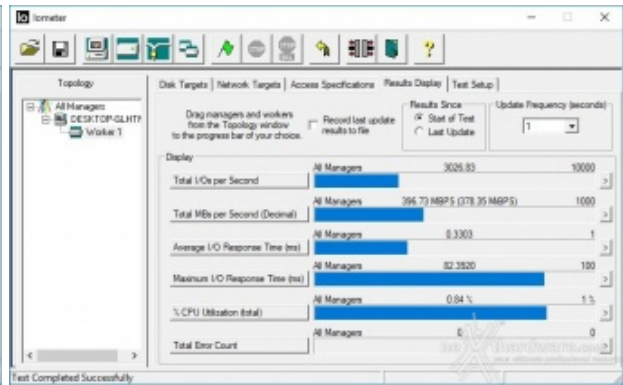 Iometer
Topology
All Managers
DESKTOP-GLHTF
Worker 1
Disk Targets | Network Targets | Access Specifications | Results Display | Test Setup
Drag managers and workers
from the Topology window
to the progress bar of your choice.
Record last update
results to file
Results Since
Start of Test
Last Update
Update Frequency (seconds)
1
Display
All Managers 3026.83 10000
Total I/Os per Second
All Managers 396.73 MBPS (378.35 MiBPS) 1000
Total MBs per Second (Decimal)
All Managers 0.3303 1
Average I/O Response Time (ms)
All Managers 82.3920 100
Maximum I/O Response Time (ms)
All Managers 0.84 % 1 %
% CPU Utilization (total)
All Managers 0 0
Total Error Count
Test Completed Successfully